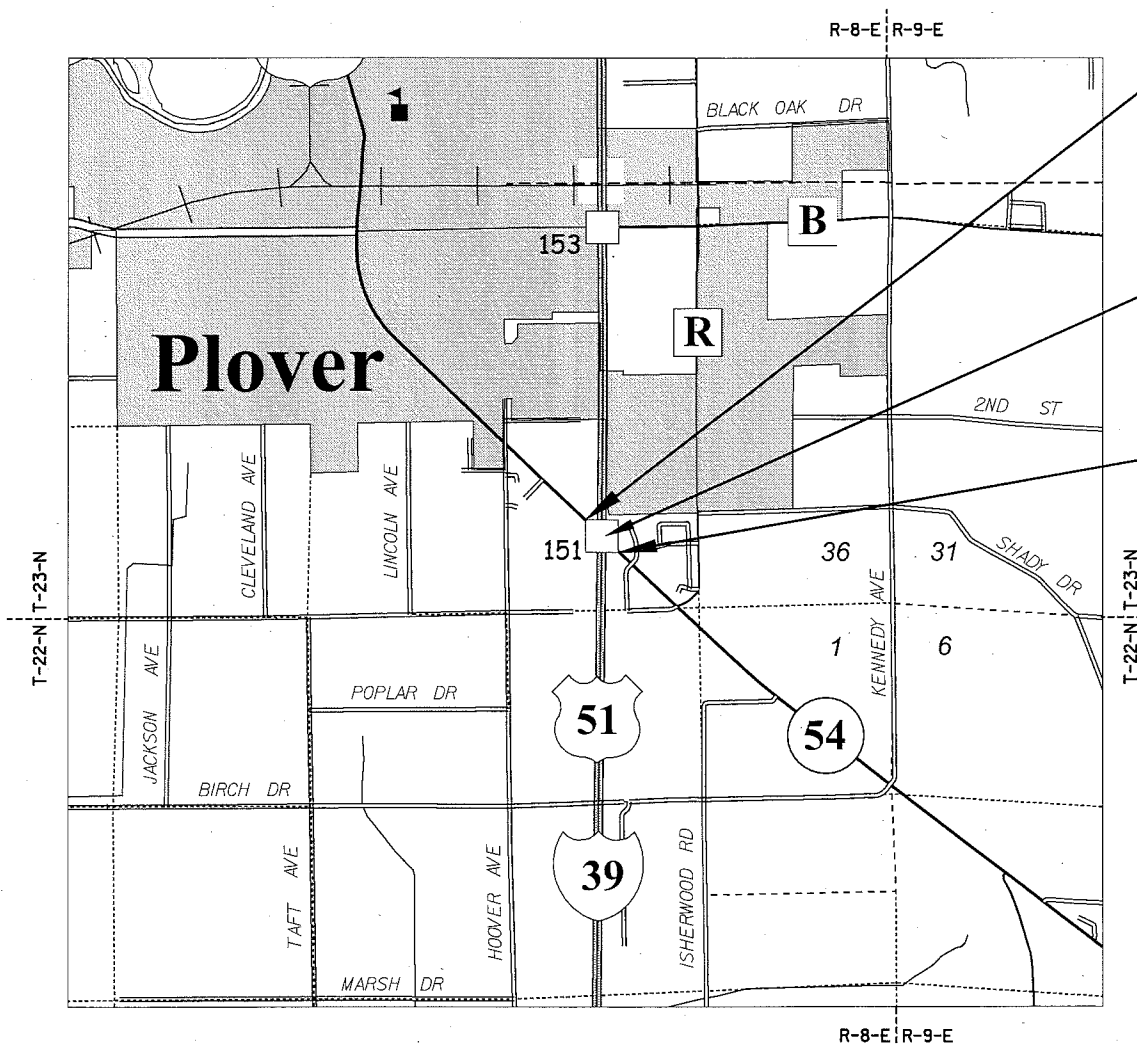 R-8-E R-9-E
BLACK OAK DR
B
153
R
Plover
2ND ST
CLEVELAND AVE
LINCOLN AVE
151
36
31
SHADY DR
T-23-N
T-22-N
T-23-N
T-22-N
1
6
KENNEDY AVE
JACKSON AVE
POPLAR DR
51
54
BIRCH DR
39
TAFT AVE
HOOVER AVE
ISHERWOOD RD
MARSH DR
R-8-E R-9-E